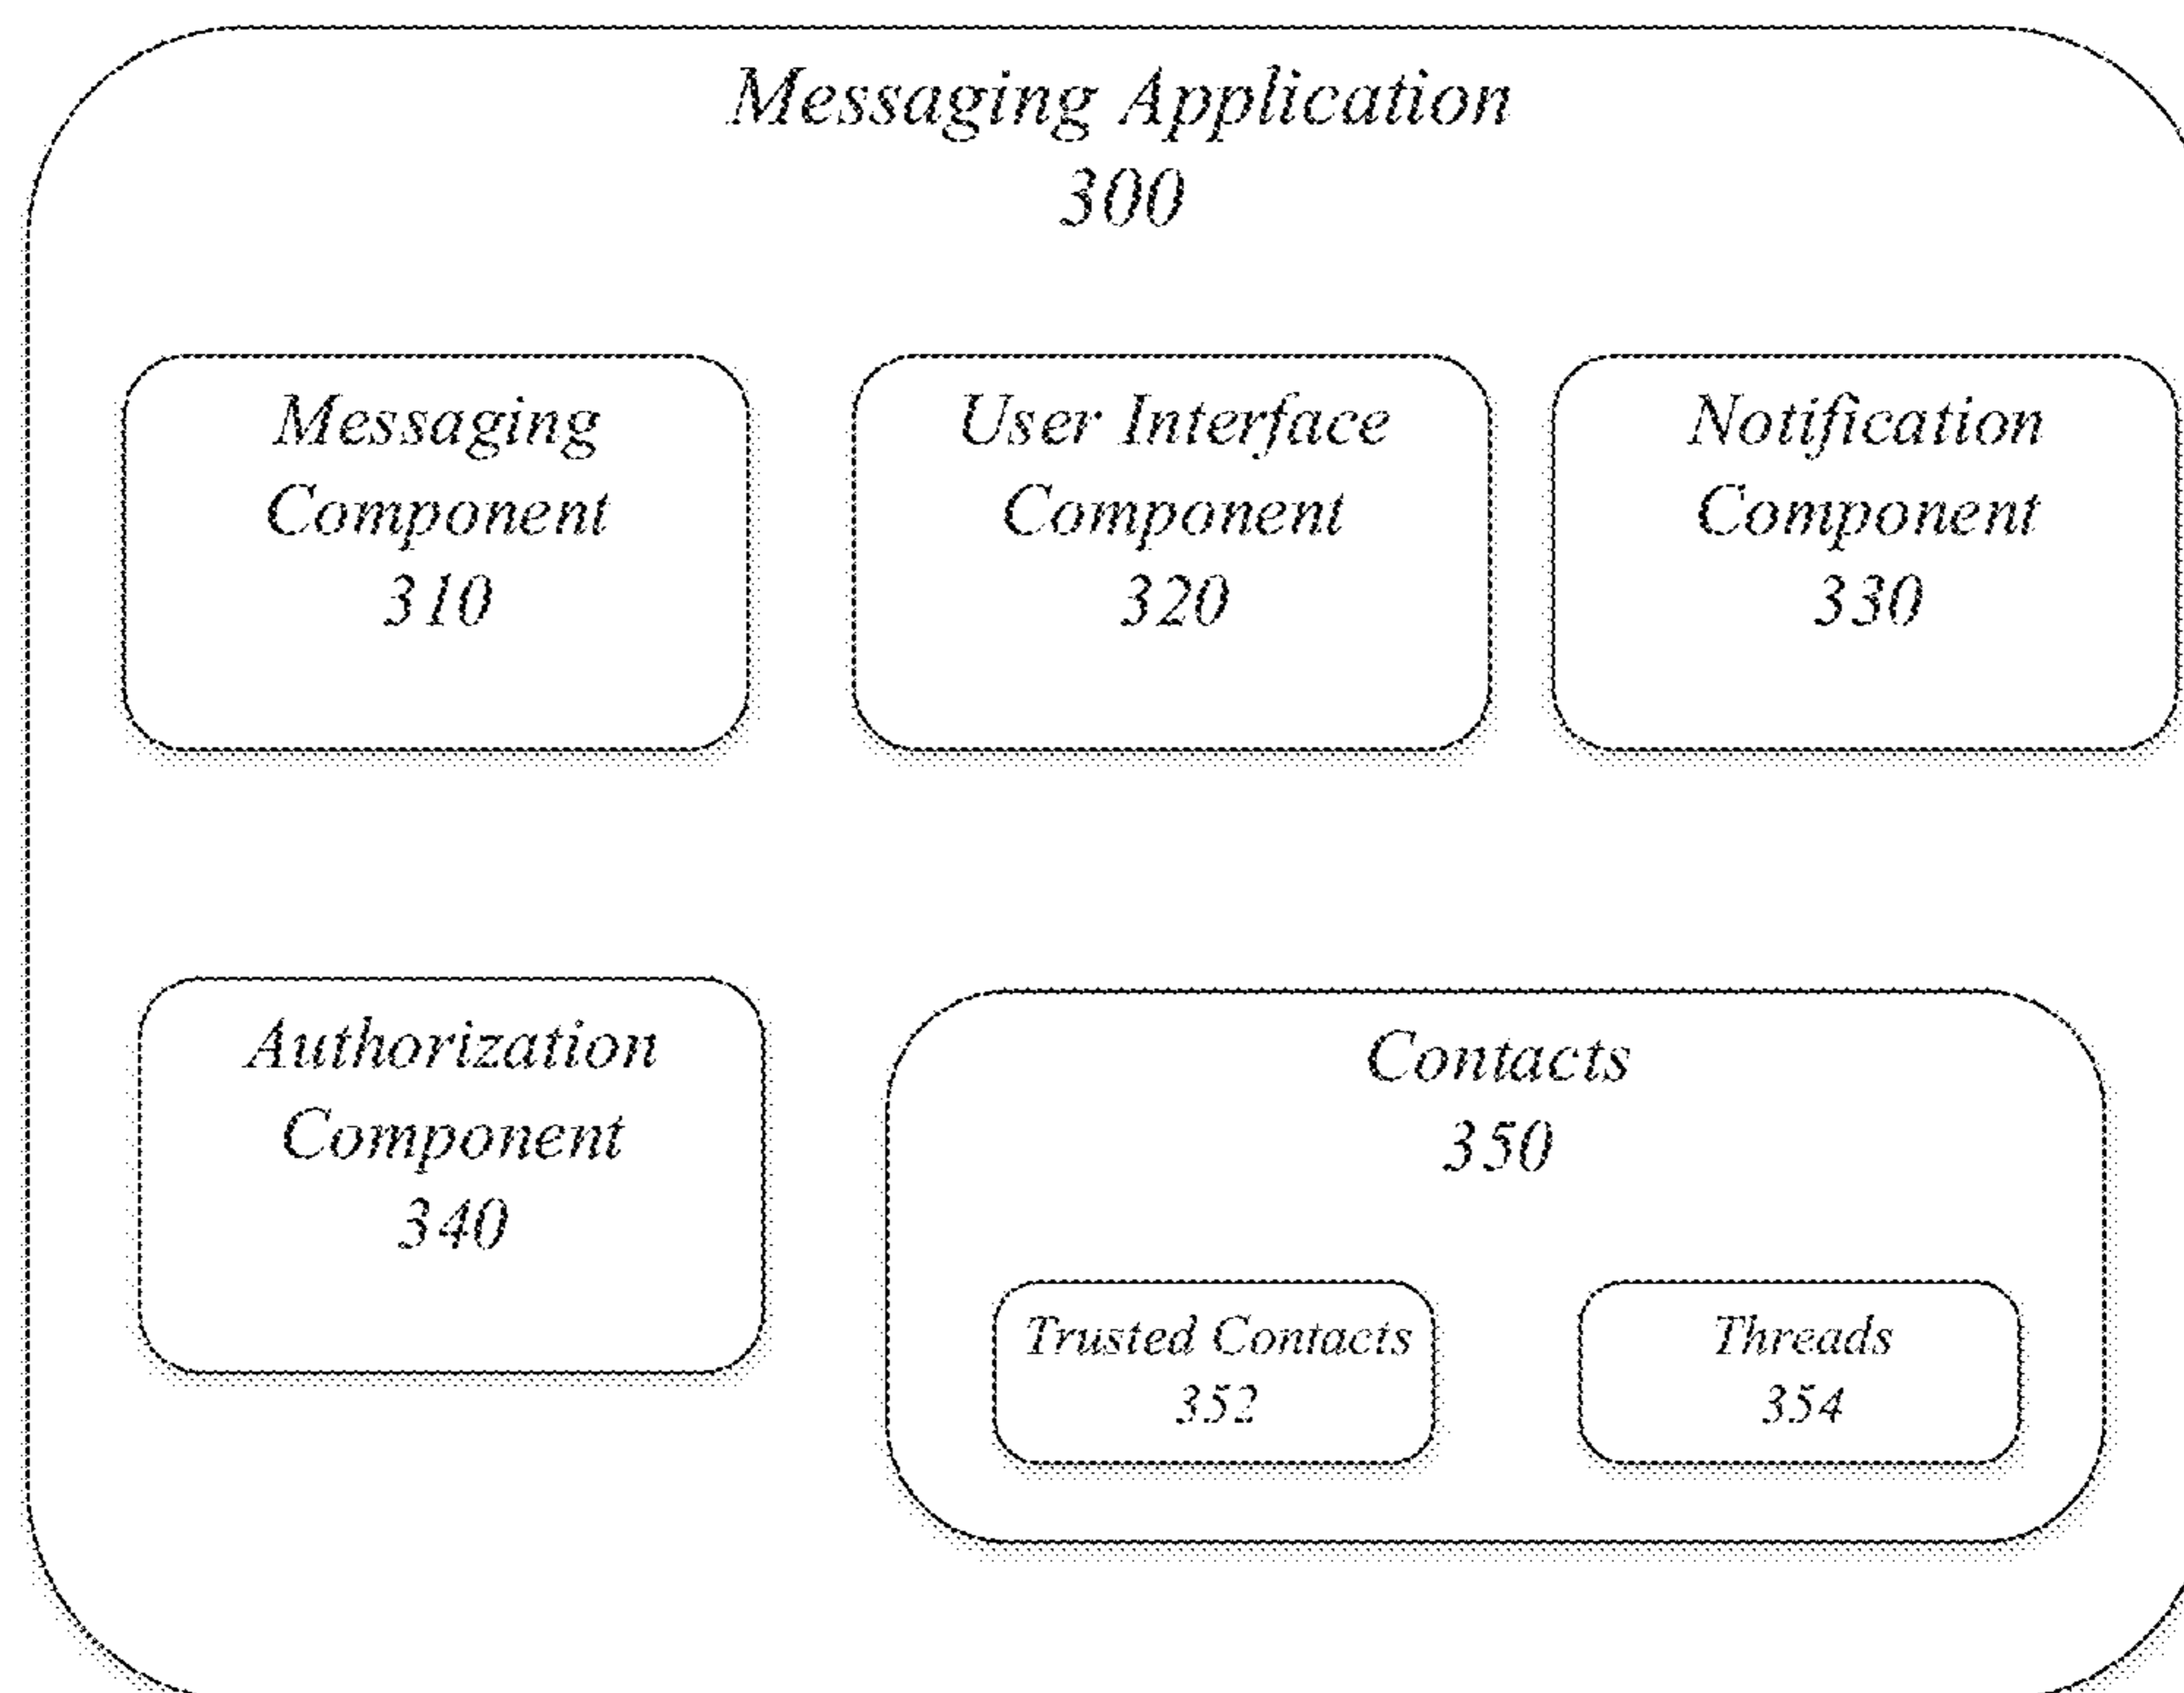 Messaging Application
300
Messaging
Component
310
User Interface
Component
320
Notification
Component
330
Authorization
Component
340
Contacts
350
Trusted Contacts
352
Threads
354